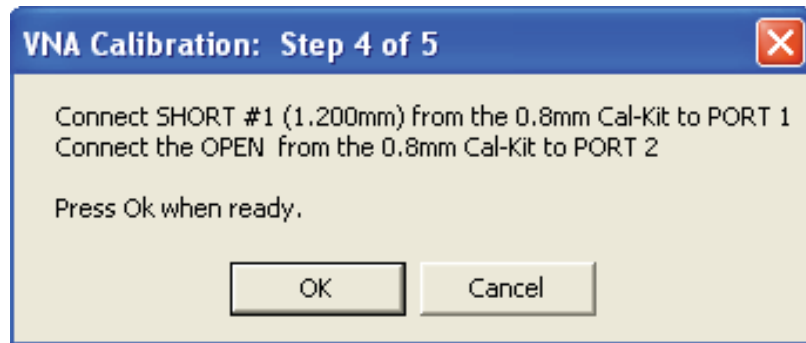 VNA Calibration: Step 4 of 5
Connect SHORT #1 (1.200mm) from the 0.8mm Cal-Kit to PORT 1
Connect the OPEN from the 0.8mm Cal-Kit to PORT 2
Press Ok when ready.
OK
Cancel